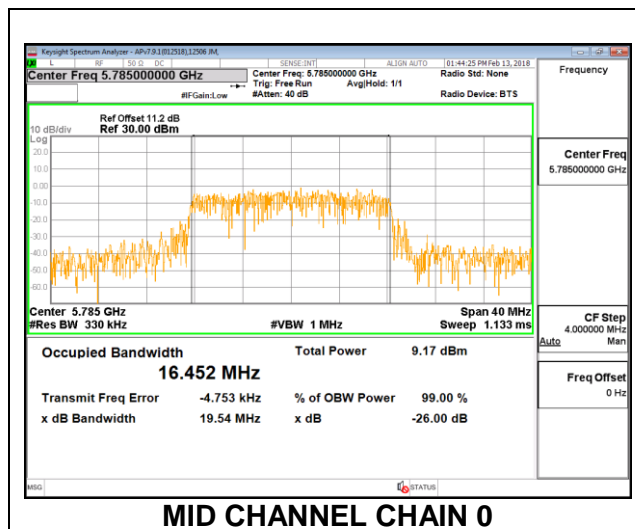 Keysight Spectrum Analyzer - APv7.9.1(012518),12506 JM,
L RF 50 Ω DC SENSE:INT ALIGN AUTO 01:44:25 PM Feb 13, 2018
Center Freq 5.785000000 GHz
Center Freq: 5.785000000 GHz Radio Std: None
Trig: Free Run Avg|Hold: 1/1
#IFGain:Low #Atten: 40 dB Radio Device: BTS
Frequency
Ref Offset 11.2 dB
10 dB/div Ref 30.00 dBm
Log
20.0
10.0
0.00
-10.0
-20.0
-30.0
-40.0
-50.0
-60.0
Center 5.785 GHz Span 40 MHz
#Res BW 330 kHz #VBW 1 MHz Sweep 1.133 ms
Occupied Bandwidth Total Power 9.17 dBm
16.452 MHz
Transmit Freq Error -4.753 kHz % of OBW Power 99.00 %
x dB Bandwidth 19.54 MHz x dB -26.00 dB
Center Freq
5.785000000 GHz
CF Step
4.000000 MHz
Auto Man
Freq Offset
0 Hz
MSG STATUS
MID CHANNEL CHAIN 0